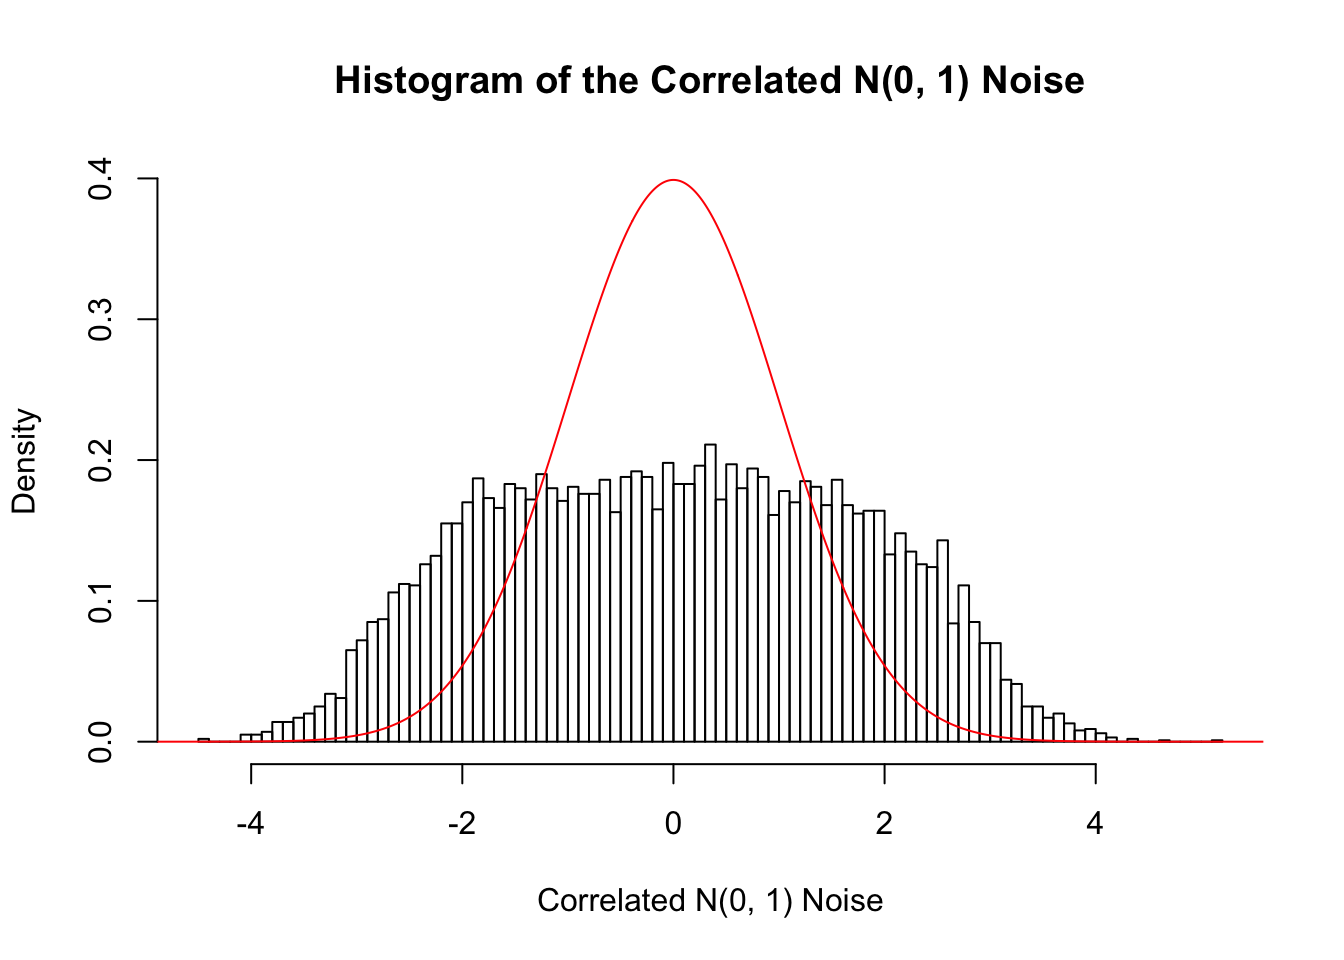 Histogram of the Correlated N(0, 1) Noise
Density
0.4
0.3
0.2
0.1
0.0
-4 -2 0 2 4
Correlated N(0, 1) Noise